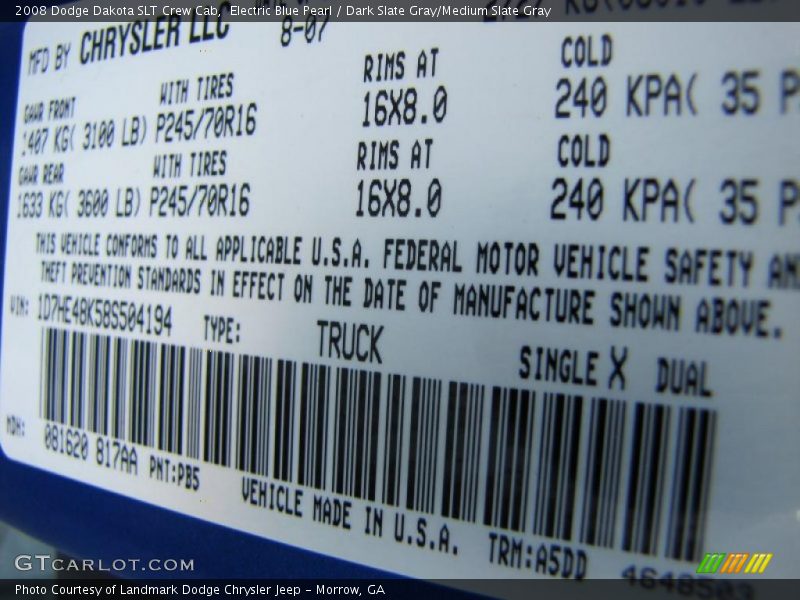 2008 Dodge Dakota SLT Crew Cab, Electric Blue Pearl / Dark Slate Gray/Medium Slate Gray
MFD BY CHRYSLER LLC 8-07
GAWR FRONT WITH TIRES RIMS AT COLD
1407 KG( 3100 LB) P245/70R16 16X8.0 240 KPA( 35 P
GAWR REAR WITH TIRES RIMS AT COLD
1633 KG( 3600 LB) P245/70R16 16X8.0 240 KPA( 35 P
THIS VEHICLE CONFORMS TO ALL APPLICABLE U.S.A. FEDERAL MOTOR VEHICLE SAFETY AN
THEFT PREVENTION STANDARDS IN EFFECT ON THE DATE OF MANUFACTURE SHOWN ABOVE.
VIN: 1D7HE48K58S504194 TYPE: TRUCK SINGLE X DUAL
MDH: 081620 817AA PNT:PB5
VEHICLE MADE IN U.S.A. TRM:A5DD
GTCARLOT.COM
Photo Courtesy of Landmark Dodge Chrysler Jeep - Morrow, GA